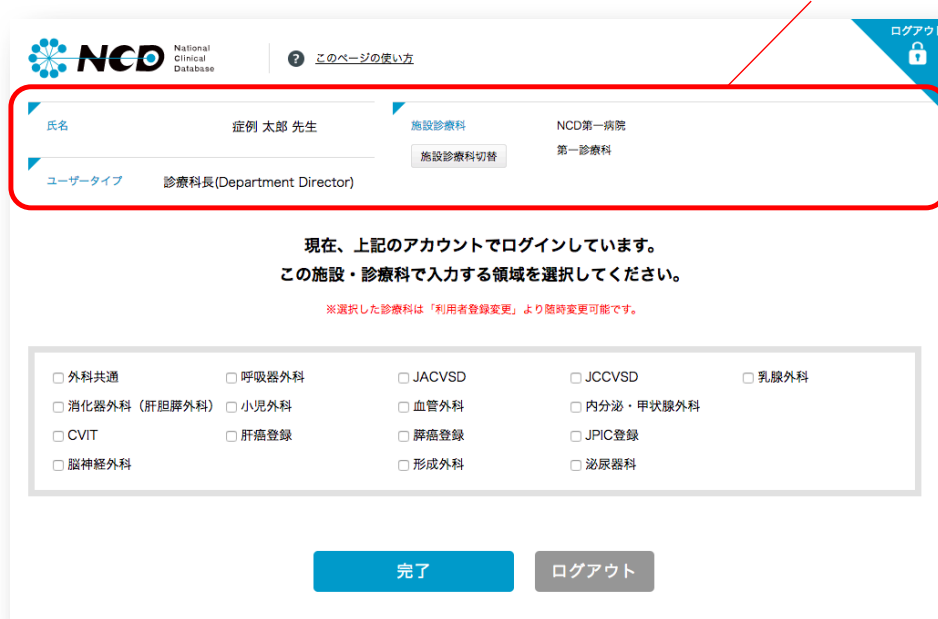 NCD National
Clinical
Database
? このページの使い方
ログアウト
氏名 症例 太郎 先生
施設診療科 NCD第一病院
施設診療科切替 第一診療科
ユーザータイプ 診療科長(Department Director)
現在、上記のアカウントでログインしています。
この施設・診療科で入力する領域を選択してください。
※選択した診療科は「利用者登録変更」より随時変更可能です。
外科共通 呼吸器外科 JACVSD JCCVSD 乳腺外科
消化器外科（肝胆膵外科） 小児外科 血管外科 内分泌・甲状腺外科
CVIT 肝癌登録 膵癌登録 JPIC登録
脳神経外科 形成外科 泌尿器科
完了 ログアウト